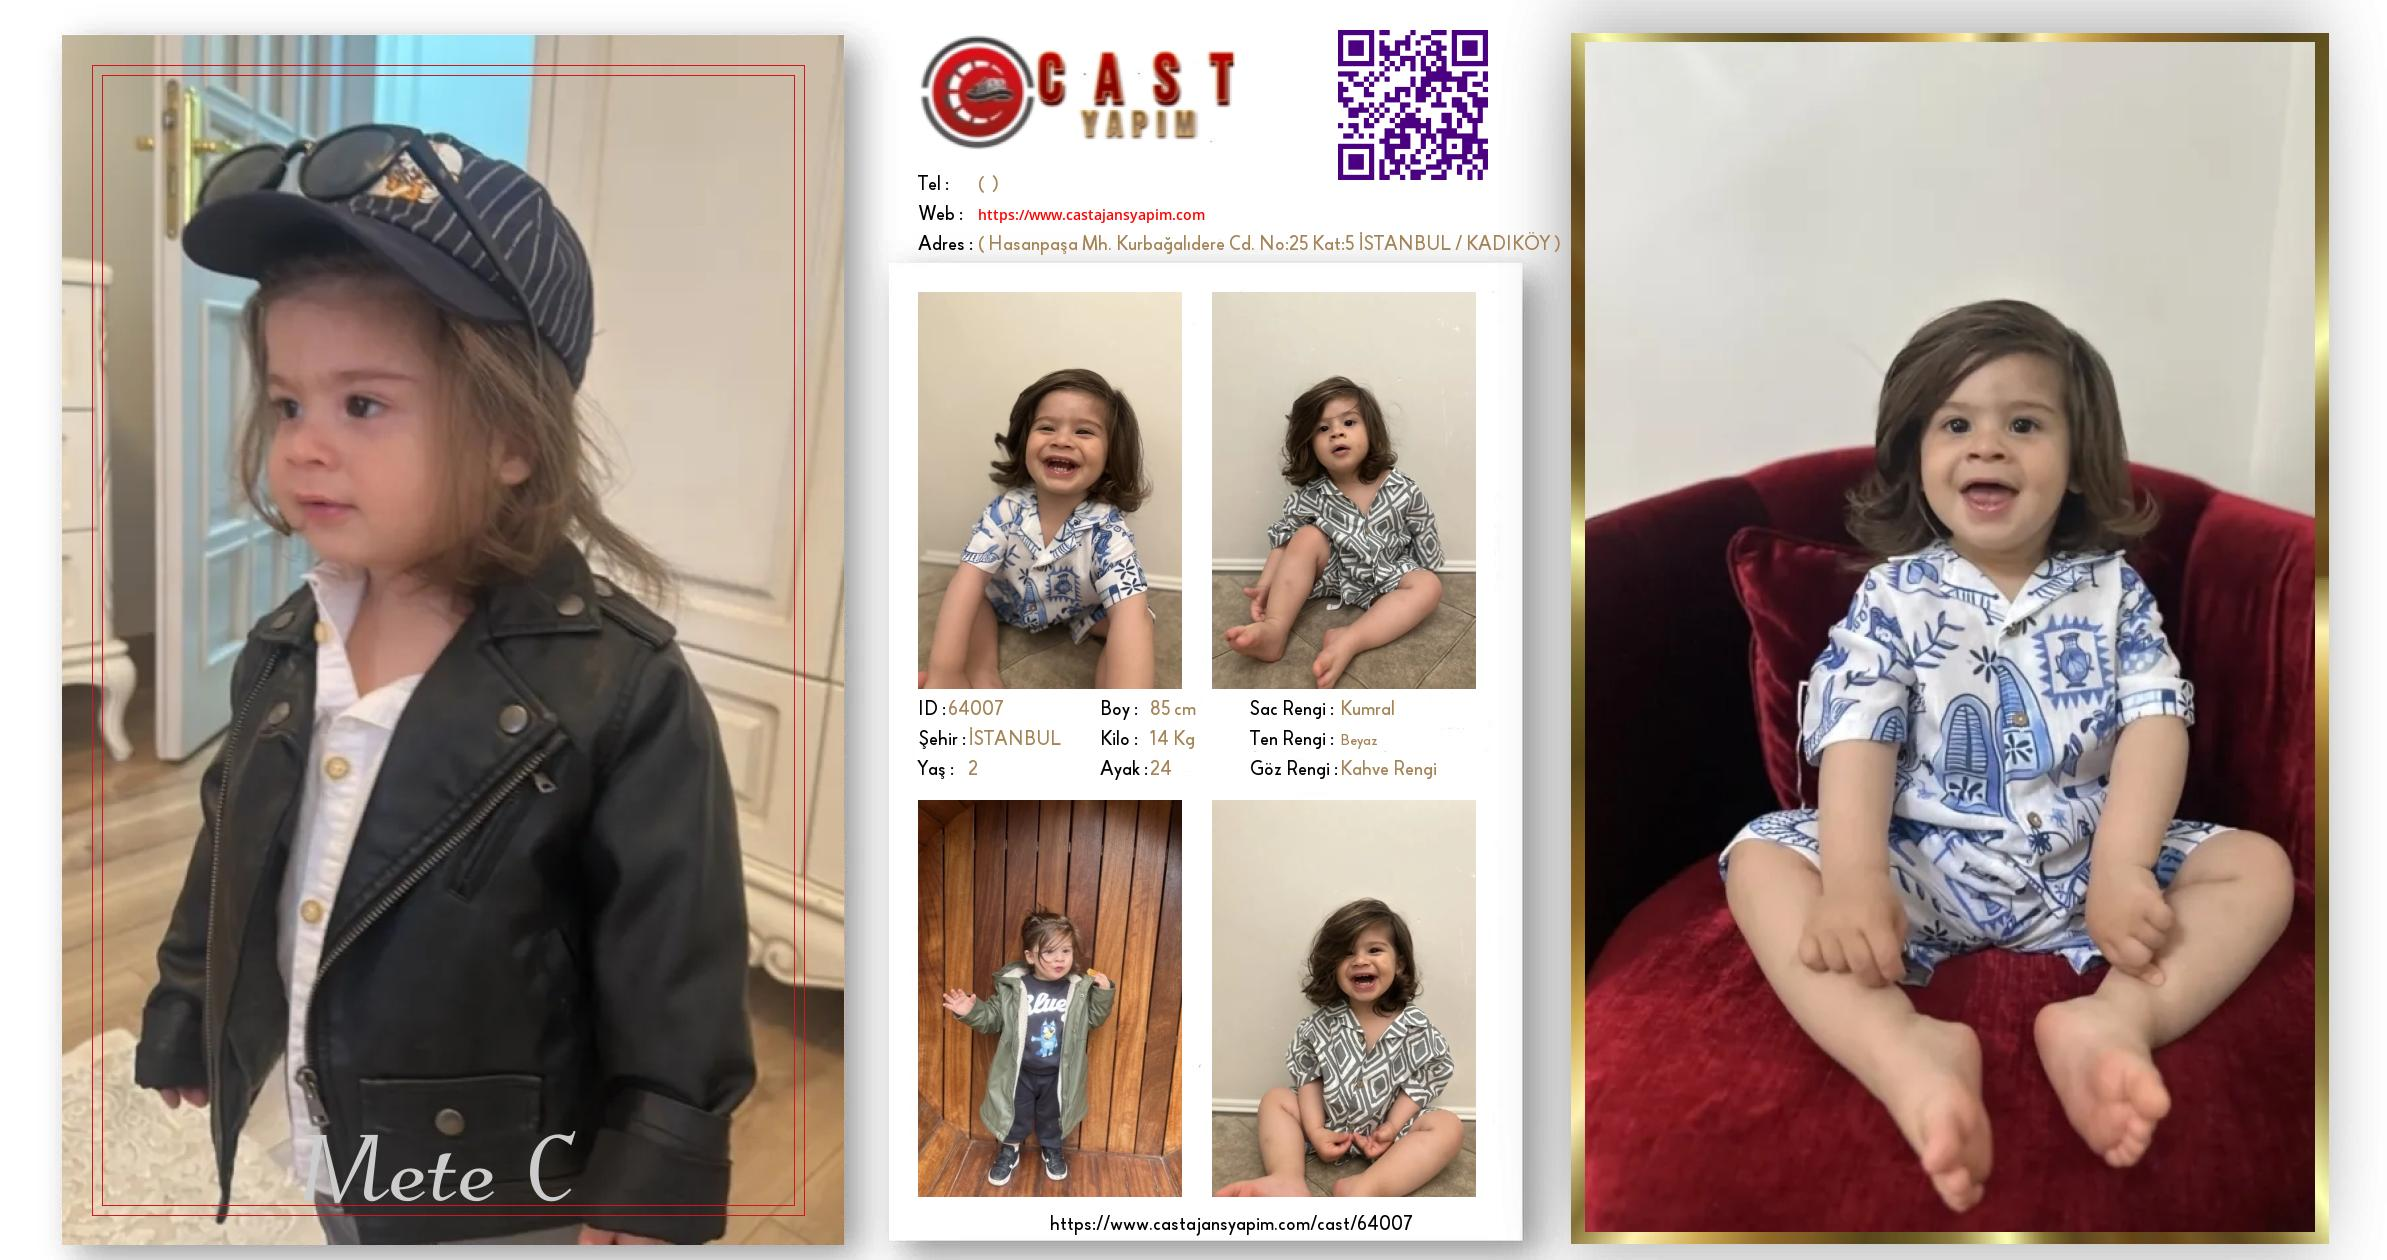 CAST
YAPIM
Tel : ( )
Web : https://www.castajansyapim.com
Adres : ( Hasanpaşa Mh. Kurbağalıdere Cd. No:25 Kat:5 İSTANBUL / KADIKÖY )
ID : 64007 Boy : 85 cm Sac Rengi : Kumral
Şehir : İSTANBUL Kilo : 14 Kg Ten Rengi : Beyaz
Yaş : 2 Ayak : 24 Göz Rengi : Kahve Rengi
Mete C
https://www.castajansyapim.com/cast/64007